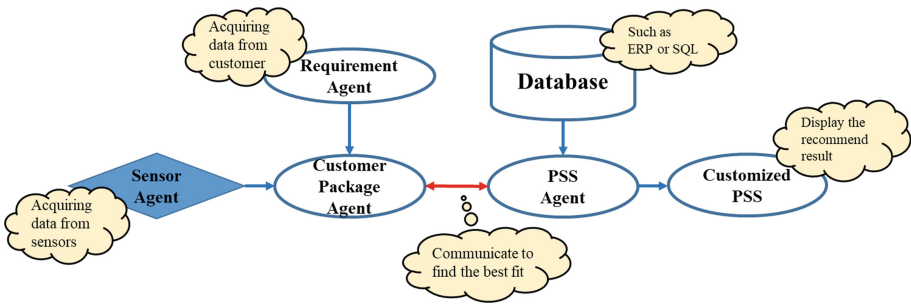 Acquiring
data from
customer
Requirement
Agent
Such as
ERP or SQL
Database
Display the
recommend
result
Sensor
Agent
Acquiring
data from
sensors
Customer
Package
Agent
PSS
Agent
Customized
PSS
Communicate to
find the best fit